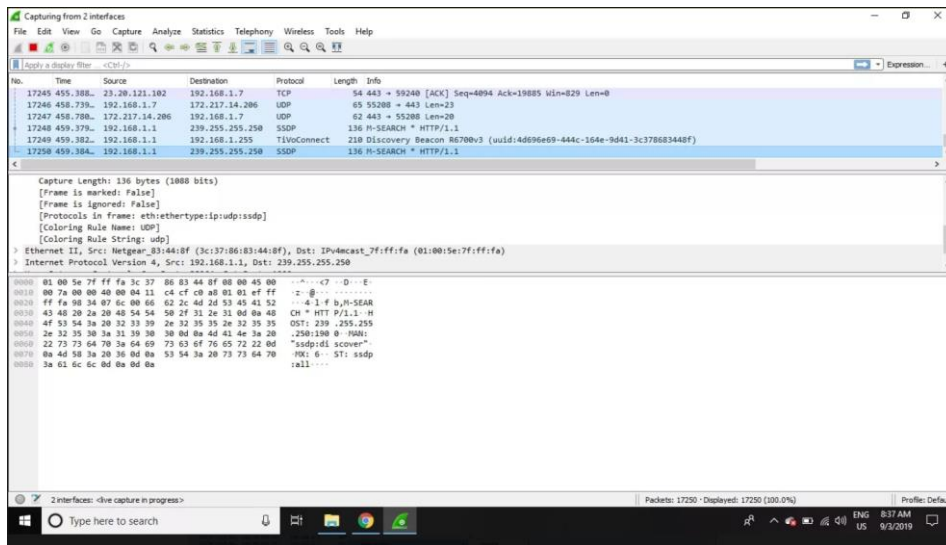 Capturing from 2 interfaces
File Edit View Go Capture Analyze Statistics Telephony Wireless Tools Help
Apply a display filter ... <Ctrl-/>
Expression...
No. Time Source Destination Protocol Length Info
17245 455.388… 23.20.121.102 192.168.1.7 TCP 54 443 → 59240 [ACK] Seq=4094 Ack=19885 Win=829 Len=0
17246 458.739… 192.168.1.7 172.217.14.206 UDP 65 55208 → 443 Len=23
17247 458.780… 172.217.14.206 192.168.1.7 UDP 62 443 → 55208 Len=20
17248 459.379… 192.168.1.1 239.255.255.250 SSDP 136 M-SEARCH * HTTP/1.1
17249 459.382… 192.168.1.1 192.168.1.255 TiVoConnect 210 Discovery Beacon R6700v3 (uuid:4d696e69-444c-164e-9d41-3c378683448f)
17250 459.384… 192.168.1.1 239.255.255.250 SSDP 136 M-SEARCH * HTTP/1.1
Capture Length: 136 bytes (1088 bits)
[Frame is marked: False]
[Frame is ignored: False]
[Protocols in frame: eth:ethertype:ip:udp:ssdp]
[Coloring Rule Name: UDP]
[Coloring Rule String: udp]
Ethernet II, Src: Netgear_83:44:8f (3c:37:86:83:44:8f), Dst: IPv4mcast_7f:ff:fa (01:00:5e:7f:ff:fa)
Internet Protocol Version 4, Src: 192.168.1.1, Dst: 239.255.255.250
0000 01 00 5e 7f ff fa 3c 37 86 83 44 8f 08 00 45 00 ··^···<7 ··D···E·
0010 00 7a 00 00 40 00 04 11 c4 cf c0 a8 01 01 ef ff ·z··@··· ········
0020 ff fa 98 34 07 6c 00 66 62 2c 4d 2d 53 45 41 52 ···4·l·f b,M-SEAR
0030 43 48 20 2a 20 48 54 54 50 2f 31 2e 31 0d 0a 48 CH * HTT P/1.1··H
0040 4f 53 54 3a 20 32 33 39 2e 32 35 35 2e 32 35 35 OST: 239 .255.255
0050 2e 32 35 30 3a 31 39 30 30 0d 0a 4d 41 4e 3a 20 .250:190 0··MAN:
0060 22 73 73 64 70 3a 64 69 73 63 6f 76 65 72 22 0d "ssdp:di scover"·
0070 0a 4d 58 3a 20 36 0d 0a 53 54 3a 20 73 73 64 70 ·MX: 6·· ST: ssdp
0080 3a 61 6c 6c 0d 0a 0d 0a :all····
2 interfaces: <live capture in progress>
Packets: 17250 · Displayed: 17250 (100.0%)
Profile: Defau
Type here to search
ENG
US
8:37 AM
9/3/2019